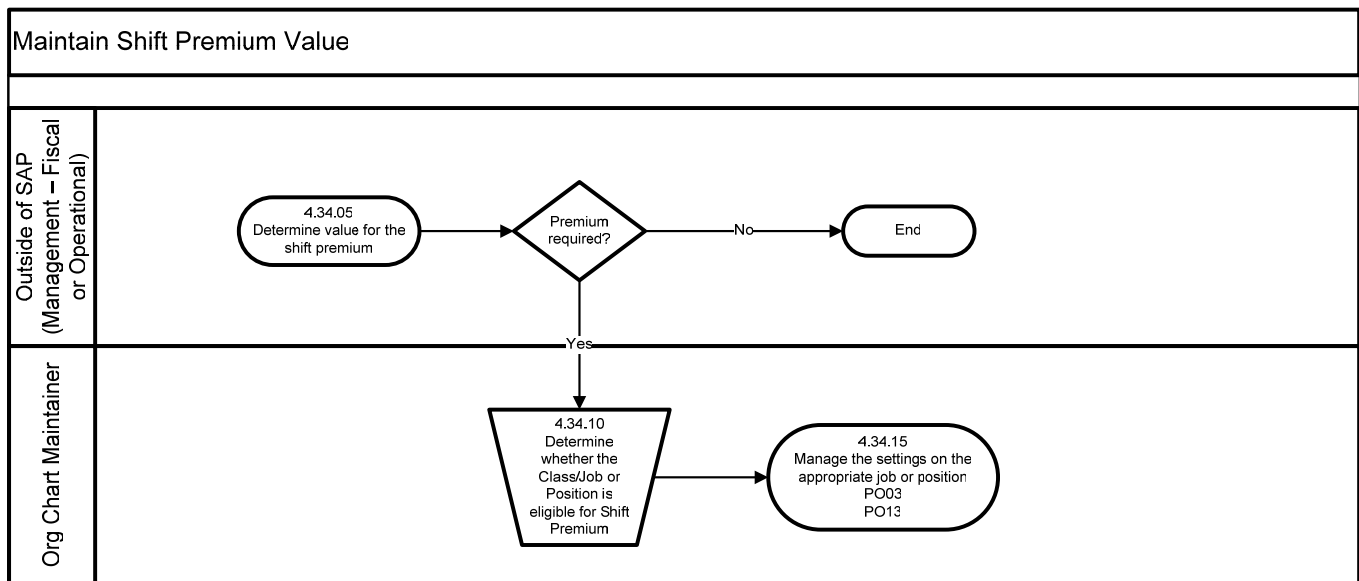 Maintain Shift Premium Value
Outside of SAP
(Management – Fiscal
or Operational)
4.34.05
Determine value for the
shift premium
Premium
required?
No
End
Yes
Org Chart Maintainer
4.34.10
Determine
whether the
Class/Job or
Position is
eligible for Shift
Premium
4.34.15
Manage the settings on the
appropriate job or position
PO03
PO13